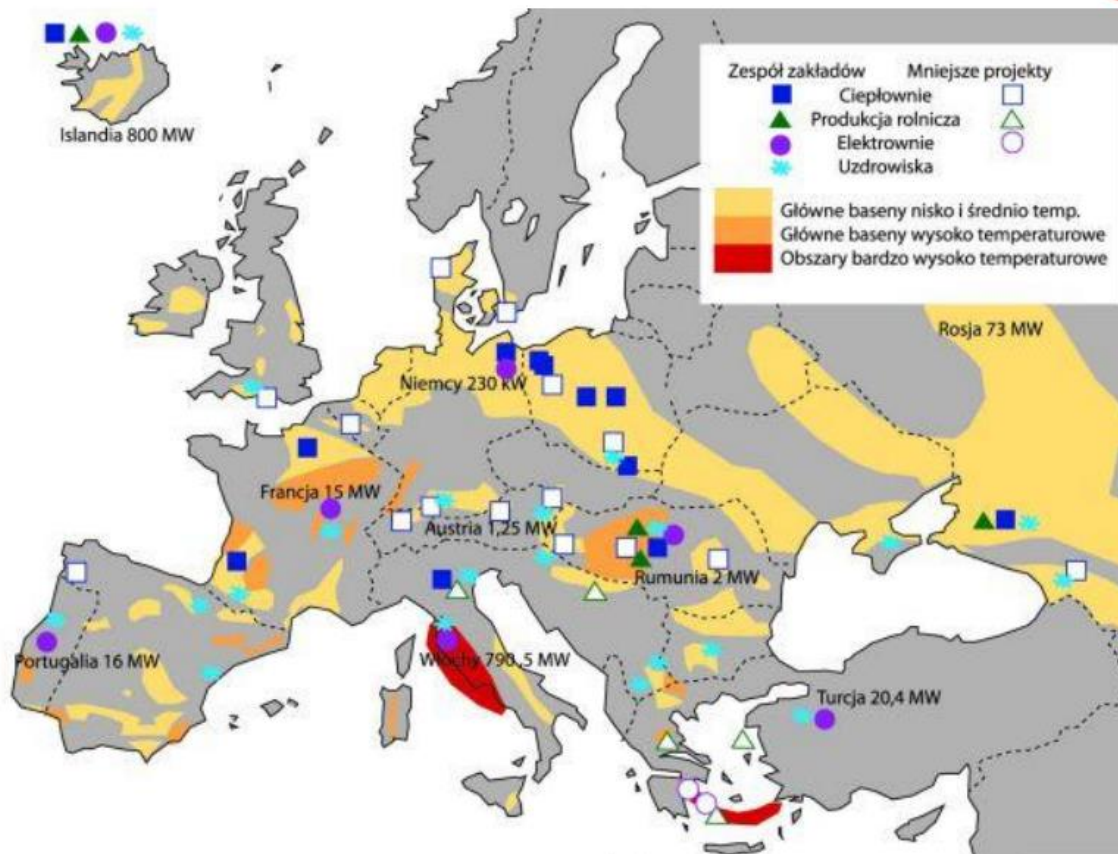 Zespół zakładów
Mniejsze projekty
Ciepłownie
Produkcja rolnicza
Elektrownie
Uzdrowiska
Główne baseny nisko i średnio temp.
Główne baseny wysoko temperaturowe
Obszary bardzo wysoko temperaturowe
Islandia 800 MW
Rosja 73 MW
Niemcy 230 kW
Francja 15 MW
Austria 1,25 MW
Rumunia 2 MW
Portugalia 16 MW
Włochy 790,5 MW
Turcja 20,4 MW